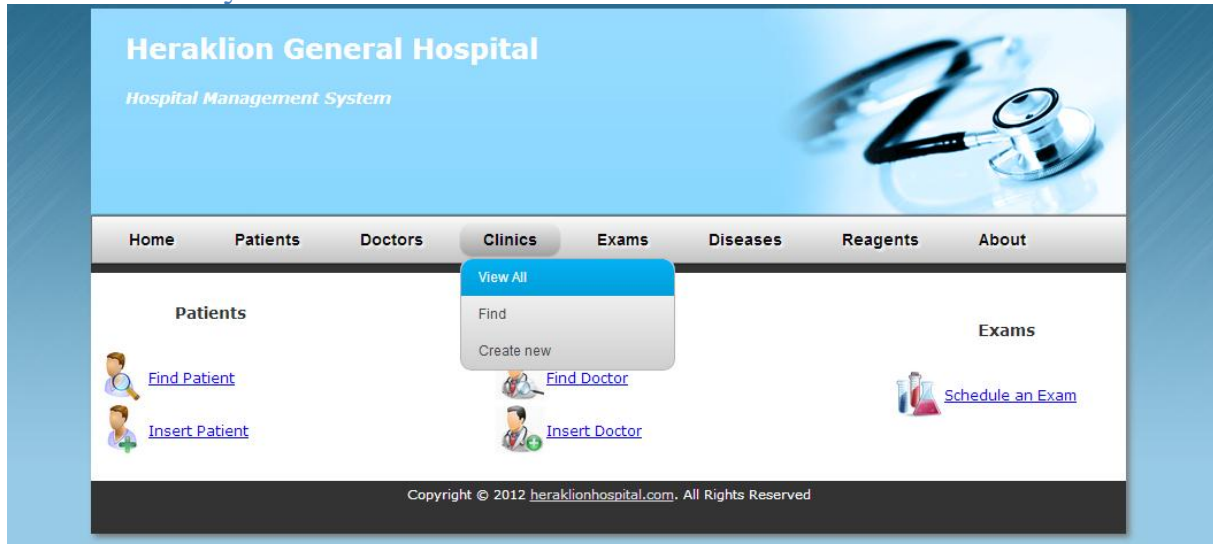 Heraklion General Hospital
Hospital Management System
Home Patients Doctors Clinics Exams Diseases Reagents About
View All
Find
Create new
Patients
Find Patient
Insert Patient
Find Doctor
Insert Doctor
Exams
Schedule an Exam
Copyright © 2012 heraklionhospital.com. All Rights Reserved